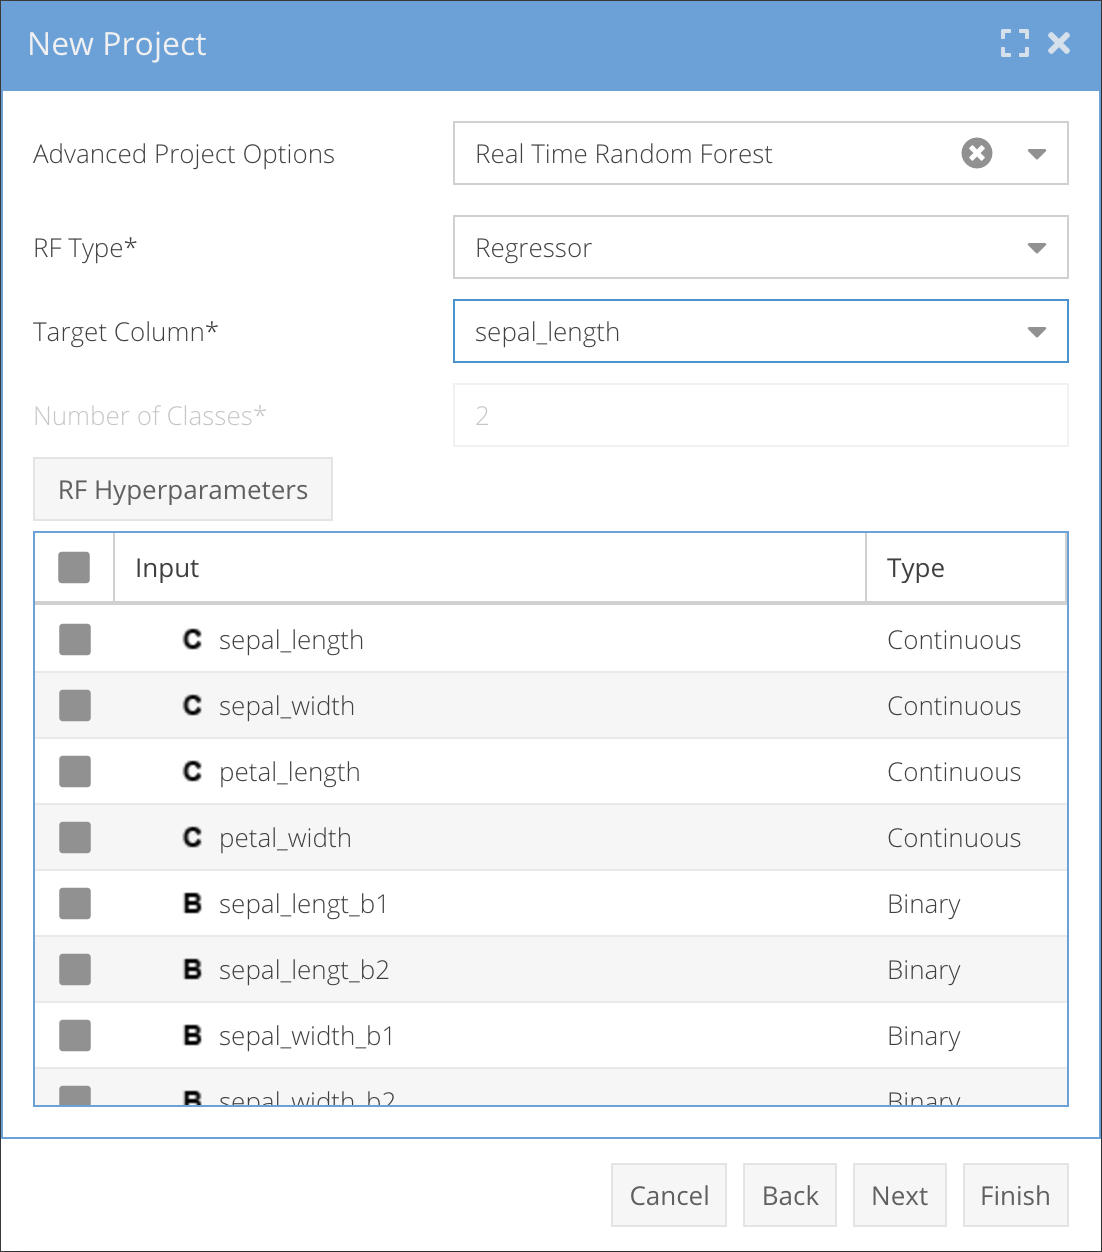 New Project
Advanced Project Options Real Time Random Forest
RF Type* Regressor
Target Column* sepal_length
Number of Classes* 2
RF Hyperparameters
Input Type
C sepal_length Continuous
C sepal_width Continuous
C petal_length Continuous
C petal_width Continuous
B sepal_lengt_b1 Binary
B sepal_lengt_b2 Binary
B sepal_width_b1 Binary
B sepal_width_b2 Binary
Cancel Back Next Finish